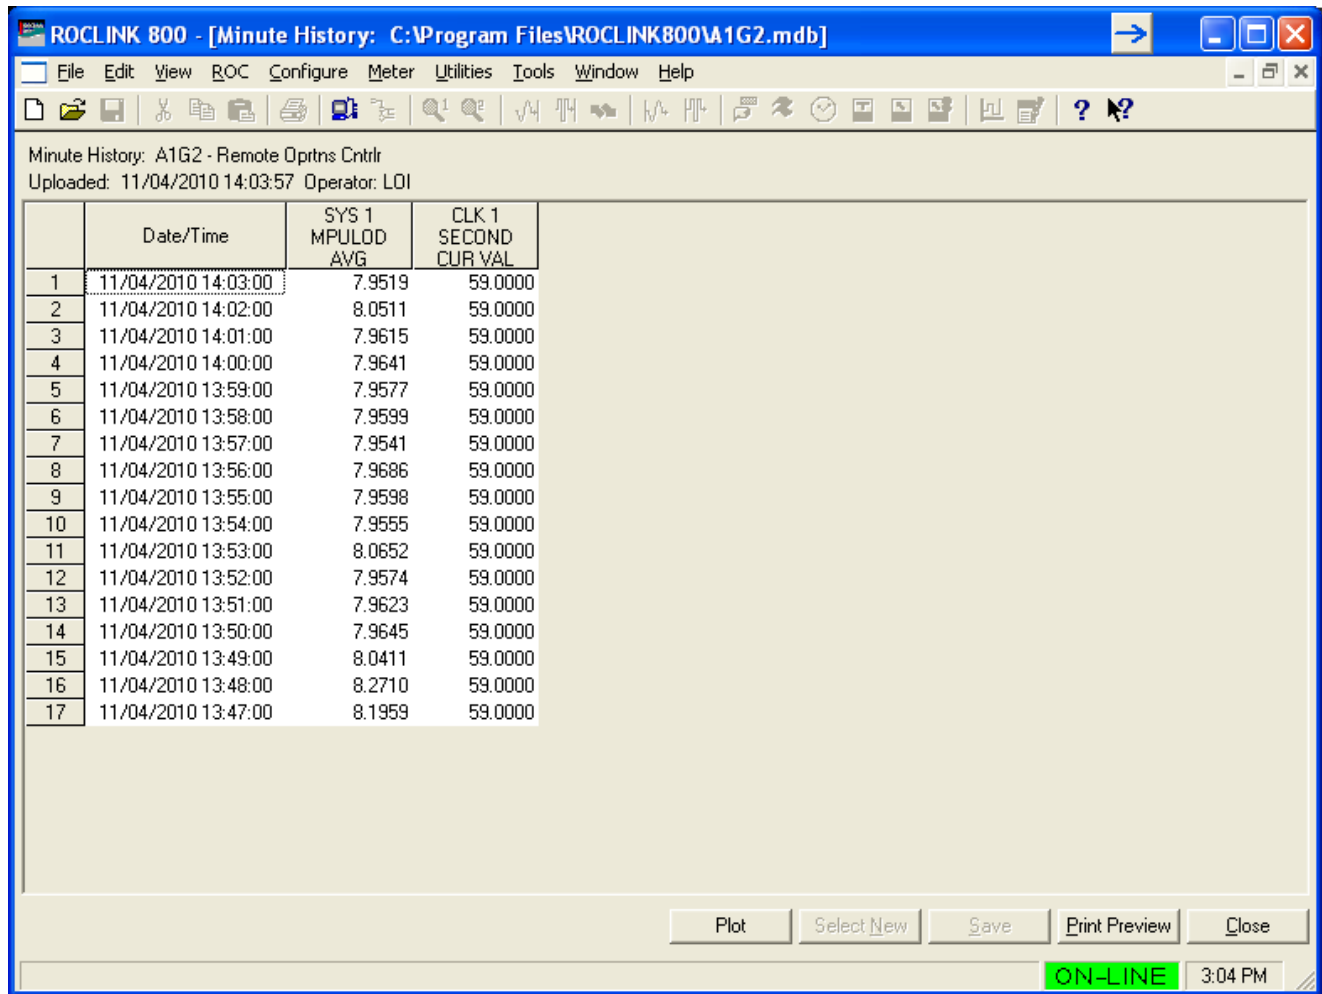 ROCLINK 800 - [Minute History: C:\Program Files\ROCLINK800\A1G2.mdb]
File Edit View ROC Configure Meter Utilities Tools Window Help
Minute History: A1G2 - Remote Oprtns Cntrlr
Uploaded: 11/04/2010 14:03:57 Operator: LOI
Date/Time SYS 1 MPULOD AVG CLK 1 SECOND CUR VAL
1 11/04/2010 14:03:00 7.9519 59.0000
2 11/04/2010 14:02:00 8.0511 59.0000
3 11/04/2010 14:01:00 7.9615 59.0000
4 11/04/2010 14:00:00 7.9641 59.0000
5 11/04/2010 13:59:00 7.9577 59.0000
6 11/04/2010 13:58:00 7.9599 59.0000
7 11/04/2010 13:57:00 7.9541 59.0000
8 11/04/2010 13:56:00 7.9686 59.0000
9 11/04/2010 13:55:00 7.9598 59.0000
10 11/04/2010 13:54:00 7.9555 59.0000
11 11/04/2010 13:53:00 8.0652 59.0000
12 11/04/2010 13:52:00 7.9574 59.0000
13 11/04/2010 13:51:00 7.9623 59.0000
14 11/04/2010 13:50:00 7.9645 59.0000
15 11/04/2010 13:49:00 8.0411 59.0000
16 11/04/2010 13:48:00 8.2710 59.0000
17 11/04/2010 13:47:00 8.1959 59.0000
Plot Select New Save Print Preview Close
ON-LINE 3:04 PM